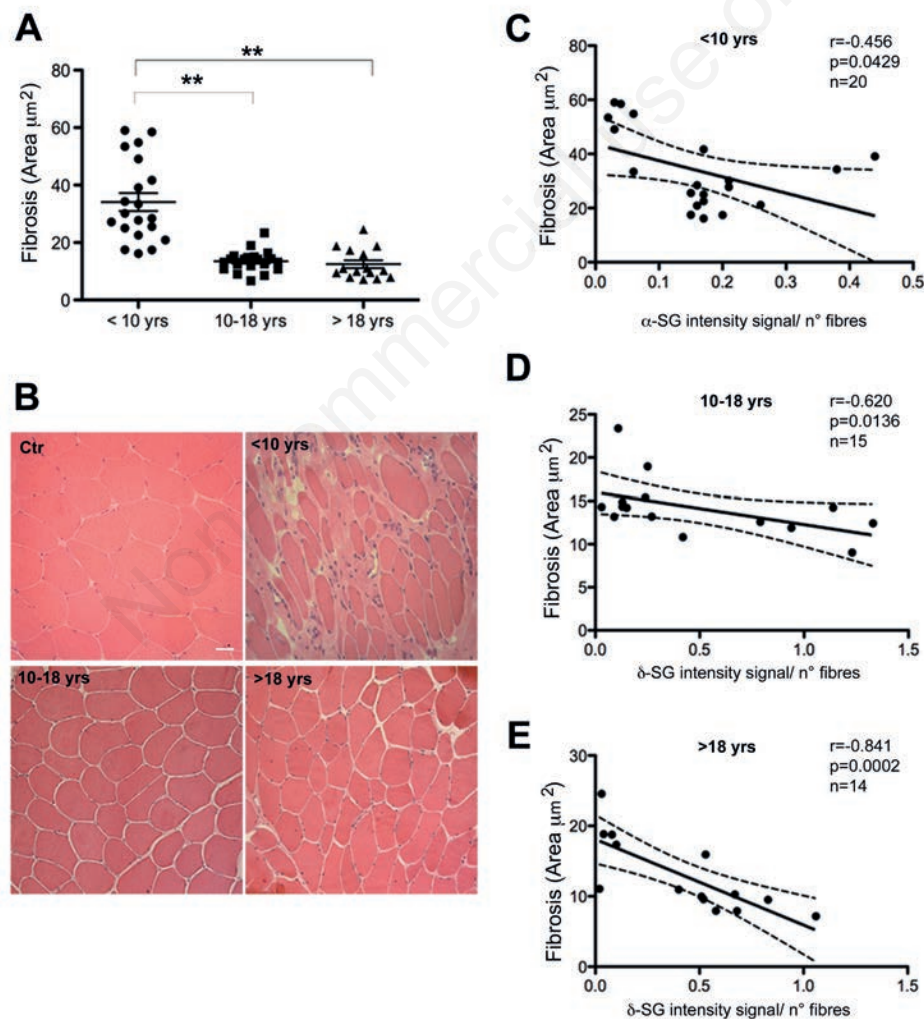 A
**
**
80
60
40
20
0
Fibrosis (Area μm²)
< 10 yrs
10-18 yrs
> 18 yrs
B
Ctr
<10 yrs
10-18 yrs
>18 yrs
C
<10 yrs
r=-0.456
p=0.0429
n=20
80
60
40
20
0
Fibrosis (Area μm²)
0.0 0.1 0.2 0.3 0.4 0.5
α-SG intensity signal/ n° fibres
D
10-18 yrs
r=-0.620
p=0.0136
n=15
25
20
15
10
5
0
Fibrosis (Area μm²)
0.0 0.5 1.0 1.5
δ-SG intensity signal/ n° fibres
E
>18 yrs
r=-0.841
p=0.0002
n=14
30
20
10
0
Fibrosis (Area μm²)
0.0 0.5 1.0 1.5
δ-SG intensity signal/ n° fibres